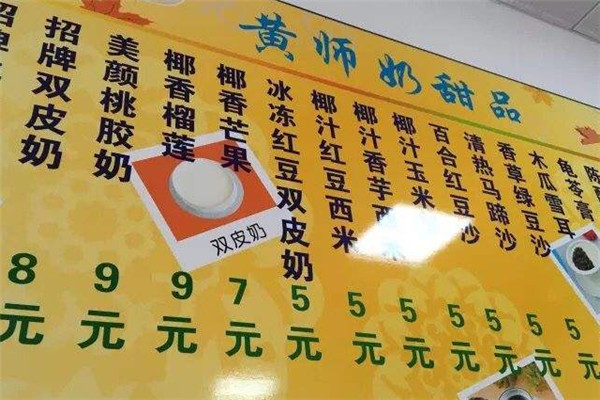 黄师奶甜品
招牌
招牌双皮奶
美颜桃胶奶
椰香榴莲
椰香芒果
冰冻红豆双皮奶
椰汁红豆西米
椰汁香芋西
椰汁玉米
百合红豆沙
清热马蹄沙
香草绿豆沙
木瓜雪耳
龟苓膏
陈
双皮奶
8元
9元
9元
7元
5元
5元
5元
5元
5元
5元
5元